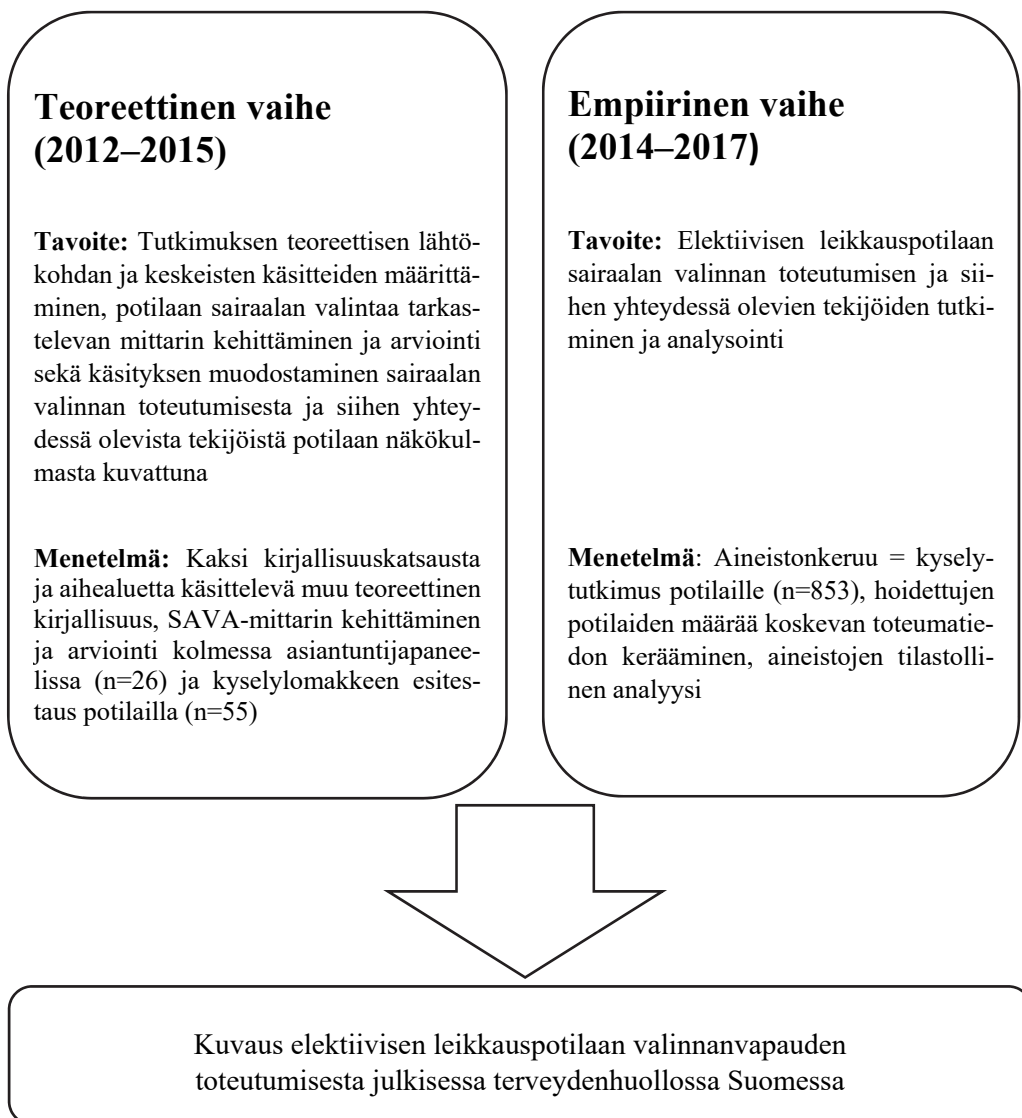 Teoreettinen vaihe
(2012–2015)
Tavoite: Tutkimuksen teoreettisen lähtö-
kohdan ja keskeisten käsitteiden määrittä-
minen, potilaan sairaalan valintaa tarkas-
televan mittarin kehittäminen ja arviointi
sekä käsityksen muodostaminen sairaalan
valinnan toteutumisesta ja siihen yhtey-
dessä olevista tekijöistä potilaan näkökul-
masta kuvattuna
Menetelmä: Kaksi kirjallisuuskatsausta
ja aihealuetta käsittelevä muu teoreettinen
kirjallisuus, SAVA-mittarin kehittäminen
ja arviointi kolmessa asiantuntijapanee-
lissa (n=26) ja kyselylomakkeen esites-
taus potilailla (n=55)
Empiirinen vaihe
(2014–2017)
Tavoite: Elektiivisen leikkauspotilaan
sairaalan valinnan toteutumisen ja sii-
hen yhteydessä olevien tekijöiden tutki-
minen ja analysointi
Menetelmä: Aineistonkeruu = kysely-
tutkimus potilaille (n=853), hoidettujen
potilaiden määrää koskevan toteumatie-
don kerääminen, aineistojen tilastolli-
nen analyysi
Kuvaus elektiivisen leikkauspotilaan valinnanvapauden
toteutumisesta julkisessa terveydenhuollossa Suomessa